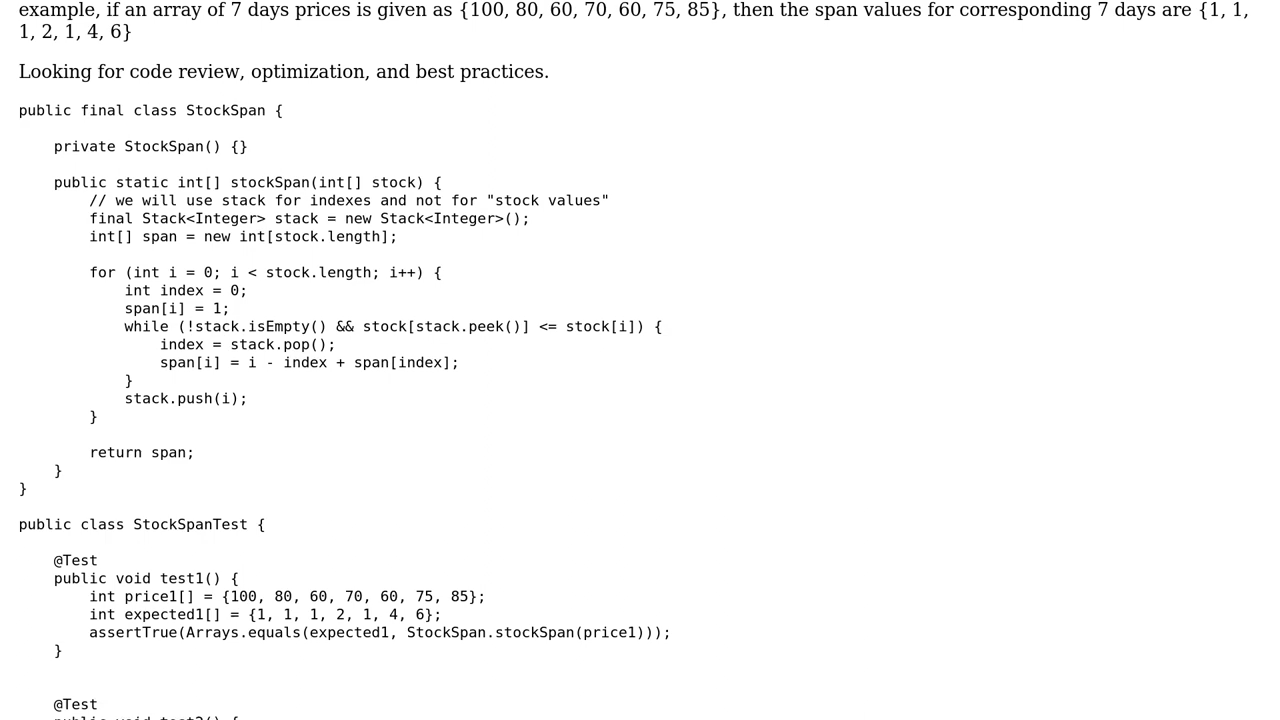 example, if an array of 7 days prices is given as {100, 80, 60, 70, 60, 75, 85}, then the span values for corresponding 7 days are {1, 1,
1, 2, 1, 4, 6}
Looking for code review, optimization, and best practices.
public final class StockSpan {
    private StockSpan() {}
    public static int[] stockSpan(int[] stock) {
        // we will use stack for indexes and not for "stock values"
        final Stack<Integer> stack = new Stack<Integer>();
        int[] span = new int[stock.length];
        for (int i = 0; i < stock.length; i++) {
            int index = 0;
            span[i] = 1;
            while (!stack.isEmpty() && stock[stack.peek()] <= stock[i]) {
                index = stack.pop();
                span[i] = i - index + span[index];
            }
            stack.push(i);
        }
        return span;
    }
}
public class StockSpanTest {
    @Test
    public void test1() {
        int price1[] = {100, 80, 60, 70, 60, 75, 85};
        int expected1[] = {1, 1, 1, 2, 1, 4, 6};
        assertTrue(Arrays.equals(expected1, StockSpan.stockSpan(price1)));
    }
    @Test
    public void test2() {